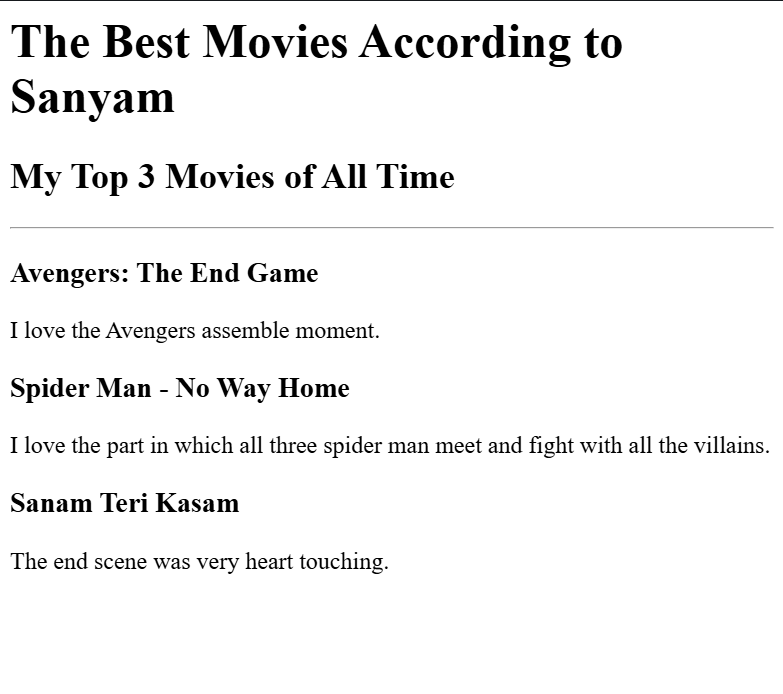 The Best Movies According to
Sanyam
My Top 3 Movies of All Time
Avengers: The End Game
I love the Avengers assemble moment.
Spider Man - No Way Home
I love the part in which all three spider man meet and fight with all the villains.
Sanam Teri Kasam
The end scene was very heart touching.